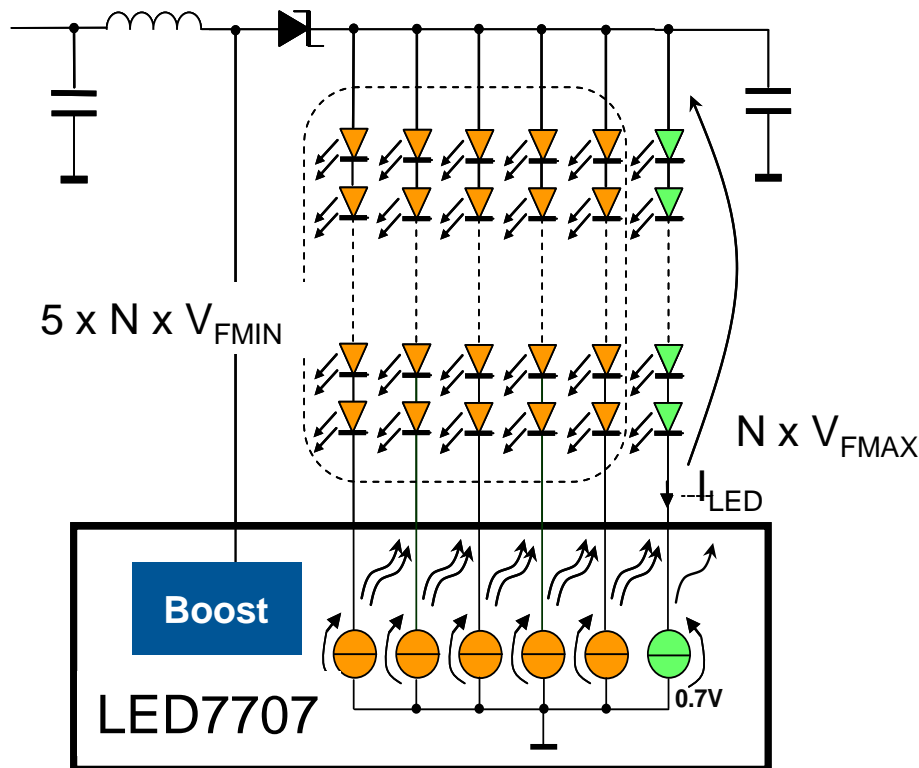 5 x N x VFMIN
N x VFMAX
ILED
Boost
0.7V
LED7707